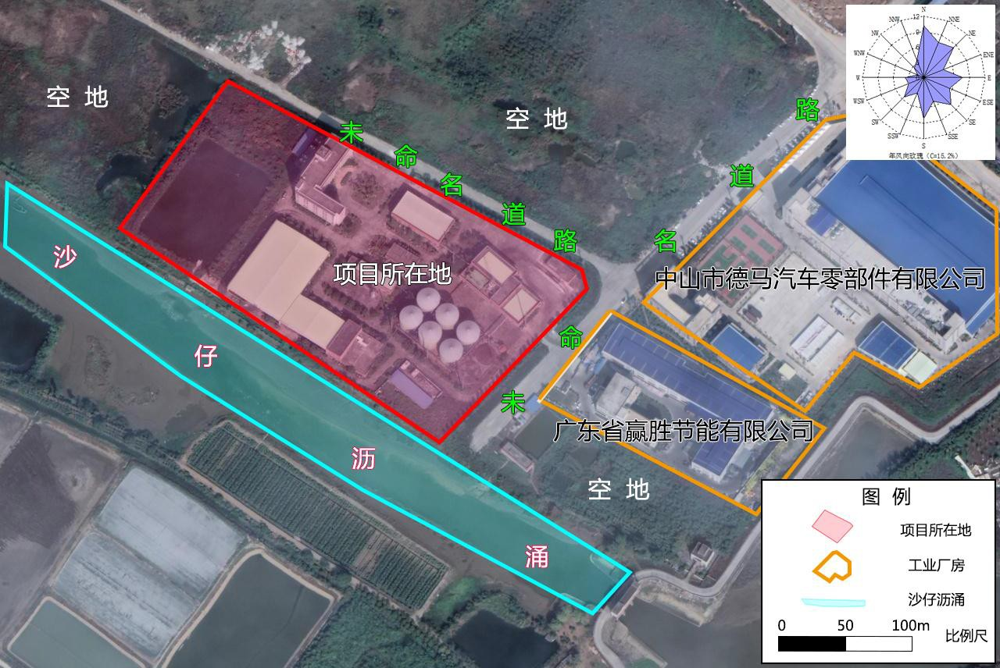 N
NNW
NNE
NW
NE
WNW
ENE
W
E
WSW
ESE
SW
SE
SSW
SSE
S
12
9
年风向玫瑰（C=15.2%）
空地
空地
未命名道路
未命名道路
项目所在地
中山市德马汽车零部件有限公司
广东省赢胜节能有限公司
空地
沙仔沥涌
图例
项目所在地
工业厂房
沙仔沥涌
0 50 100m
比例尺